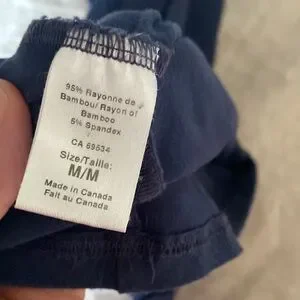 95% Rayonne de
Bambou/ Rayon of
Bamboo
5% Spandex
CA 69534
Size/Taille:
M/M
Made in Canada
Fait au Canada